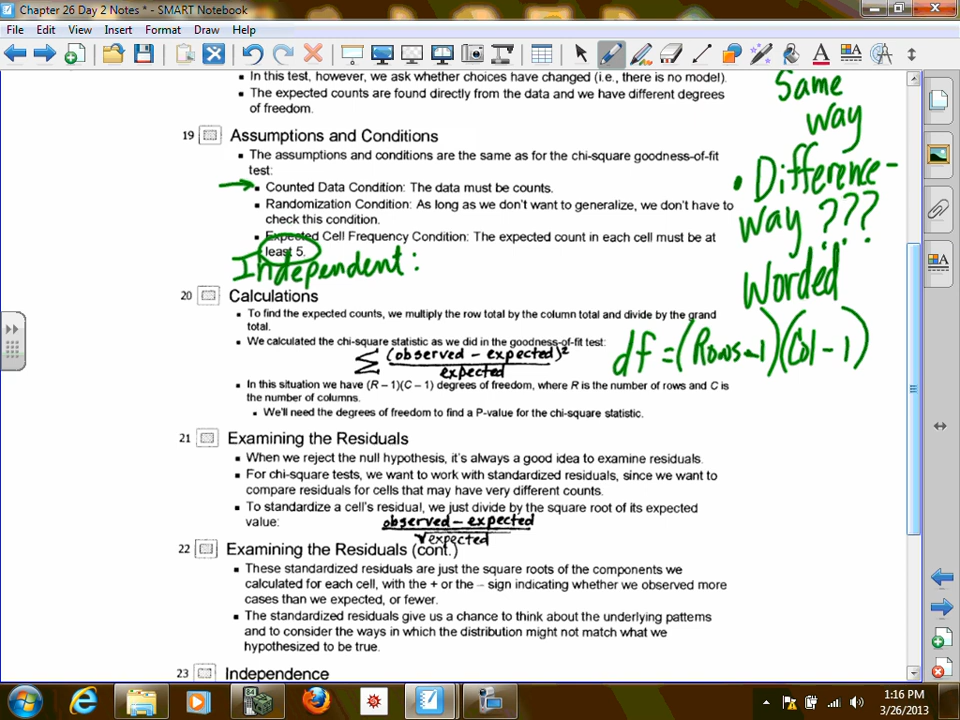 Chapter 26 Day 2 Notes * - SMART Notebook
File Edit View Insert Format Draw Help
In this test, however, we ask whether choices have changed (i.e., there is no model).
The expected counts are found directly from the data and we have different degrees
of freedom.
19 Assumptions and Conditions
The assumptions and conditions are the same as for the chi-square goodness-of-fit
test:
Counted Data Condition: The data must be counts.
Randomization Condition: As long as we don't want to generalize, we don't have to
check this condition.
Expected Cell Frequency Condition: The expected count in each cell must be at
least 5.
Independent:
Same
Way
• Difference-
Way ???
Worded
20 Calculations
To find the expected counts, we multiply the row total by the column total and divide by the grand
total.
We calculated the chi-square statistic as we did in the goodness-of-fit test:
∑ (observed - expected)²
expected
df = (Rows-1)(Col-1)
In this situation we have (R – 1)(C – 1) degrees of freedom, where R is the number of rows and C is
the number of columns.
We'll need the degrees of freedom to find a P-value for the chi-square statistic.
21 Examining the Residuals
When we reject the null hypothesis, it's always a good idea to examine residuals.
For chi-square tests, we want to work with standardized residuals, since we want to
compare residuals for cells that may have very different counts.
To standardize a cell's residual, we just divide by the square root of its expected
value:
observed - expected
√expected
22 Examining the Residuals (cont.)
These standardized residuals are just the square roots of the components we
calculated for each cell, with the + or the – sign indicating whether we observed more
cases than we expected, or fewer.
The standardized residuals give us a chance to think about the underlying patterns
and to consider the ways in which the distribution might not match what we
hypothesized to be true.
23 Independence
1:16 PM
3/26/2013